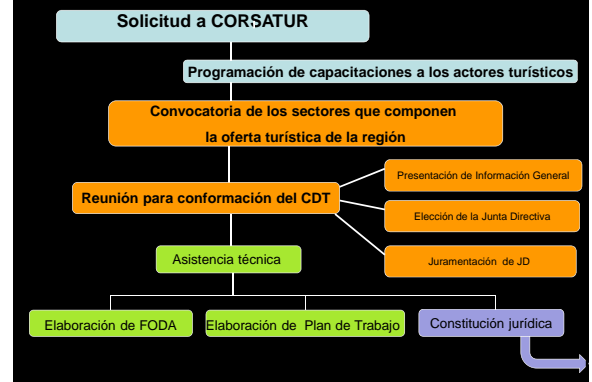 Solicitud a CORSATUR
Programación de capacitaciones a los actores turísticos
Convocatoria de los sectores que componen
la oferta turística de la región
Presentación de Información General
Reunión para conformación del CDT
Elección de la Junta Directiva
Asistencia técnica
Juramentación de JD
Elaboración de FODA
Elaboración de Plan de Trabajo
Constitución jurídica